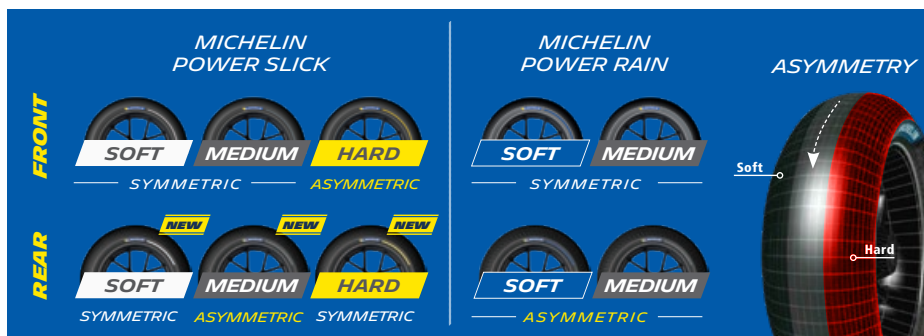 MICHELIN
POWER SLICK
MICHELIN
POWER RAIN
ASYMMETRY
FRONT
SOFT
MEDIUM
HARD
SOFT
MEDIUM
SYMMETRIC
ASYMMETRIC
SYMMETRIC
Soft
Hard
REAR
NEW
NEW
NEW
SOFT
MEDIUM
HARD
SOFT
MEDIUM
SYMMETRIC
ASYMMETRIC
SYMMETRIC
ASYMMETRIC